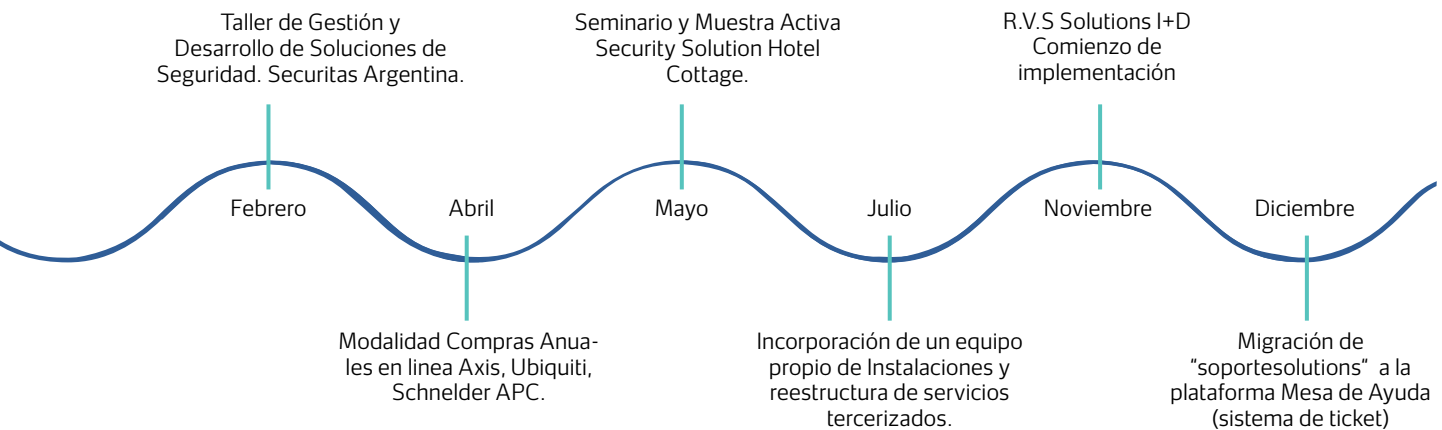 Taller de Gestión y
Desarrollo de Soluciones de
Seguridad. Securitas Argentina.
Seminario y Muestra Activa
Security Solution Hotel
Cottage.
R.V.S Solutions I+D
Comienzo de
implementación
Febrero
Abril
Mayo
Julio
Noviembre
Diciembre
Modalidad Compras Anua-
les en linea Axis, Ubiquiti,
Schnelder APC.
Incorporación de un equipo
propio de Instalaciones y
reestructura de servicios
tercerizados.
Migración de
“soportesolutions“ a la
plataforma Mesa de Ayuda
(sistema de ticket)